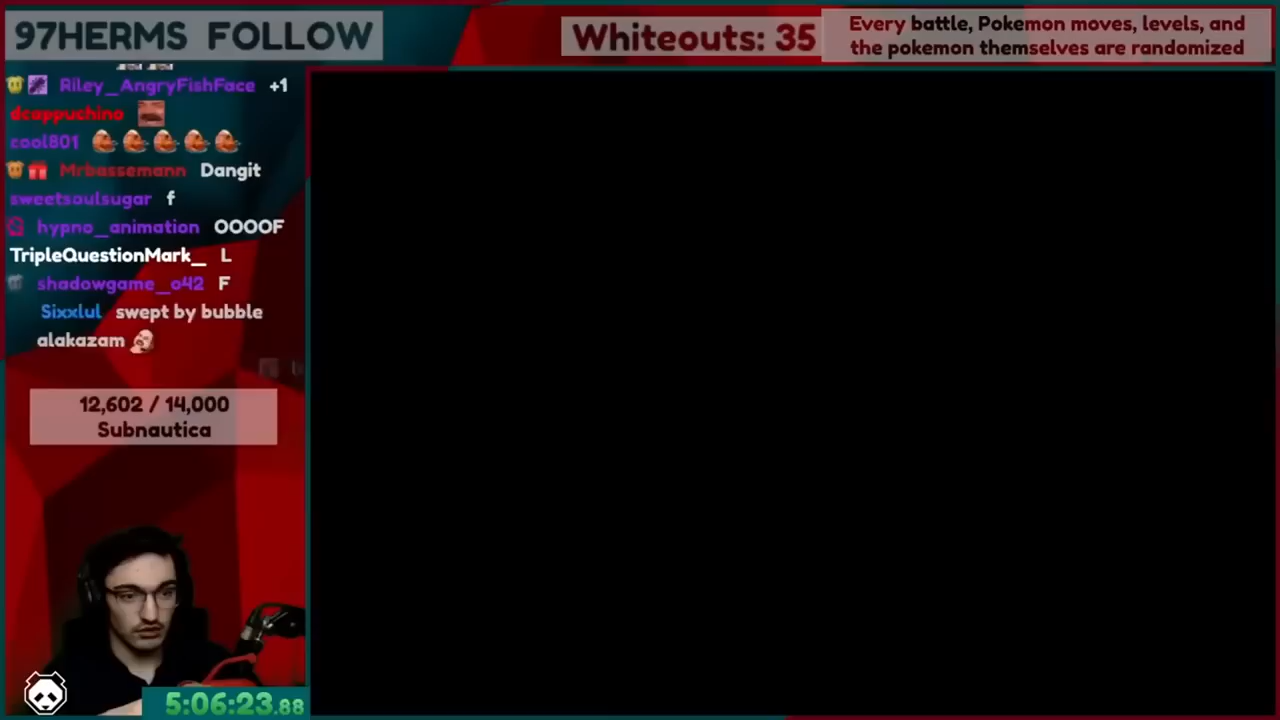 97HERMS FOLLOW
Whiteouts: 35
Every battle, Pokemon moves, levels, and
the pokemon themselves are randomized
Riley_AngryFishFace +1
dcappuchino
cool801
Mrbassemann Dangit
sweetsoulsugar f
hypno_animation OOOOF
TripleQuestionMark_ L
shadowgame_o42 F
Sixxlul swept by bubble
alakazam
12,602 / 14,000
Subnautica
5:06:23.88